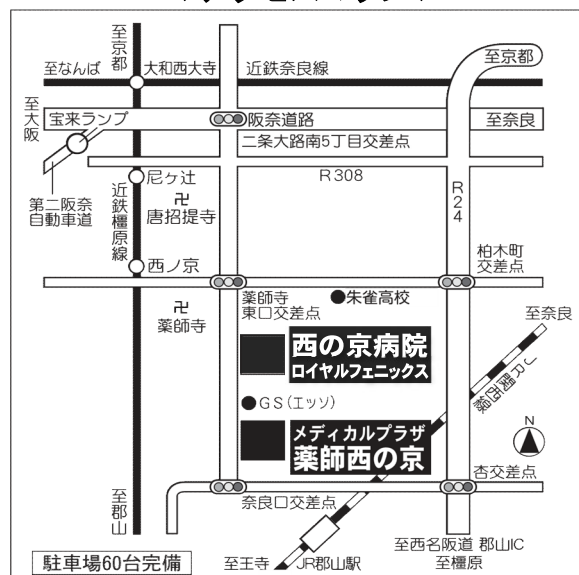 至京都
至なんば
大和西大寺
近鉄奈良線
至京都
至大阪
宝来ランプ
阪奈道路
至奈良
二条大路南5丁目交差点
R308
R24
第二阪奈
自動車道
近鉄橿原線
尼ヶ辻
卍
唐招提寺
西ノ京
柏木町
交差点
卍
薬師寺
薬師寺
東口交差点
朱雀高校
至奈良
JR関西線
西の京病院
ロイヤルフェニックス
GS(エッソ)
メディカルプラザ
薬師西の京
N
杏交差点
奈良口交差点
至郡山
駐車場60台完備
至王寺
JR郡山駅
至西名阪道 郡山IC
至橿原